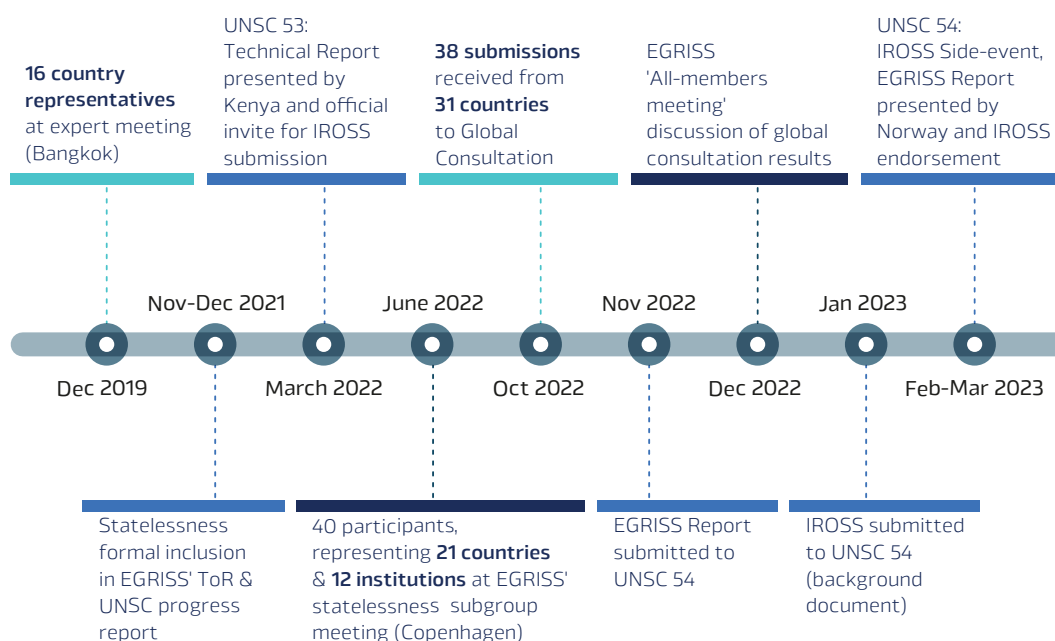 16 country
representatives
at expert meeting
(Bangkok)
UNSC 53:
Technical Report
presented by
Kenya and official
invite for IROSS
submission
38 submissions
received from
31 countries
to Global
Consultation
EGRISS
'All-members
meeting'
discussion of global
consultation results
UNSC 54:
IROSS Side-event,
EGRISS Report
presented by
Norway and IROSS
endorsement
Nov-Dec 2021
June 2022
Nov 2022
Jan 2023
Dec 2019
March 2022
Oct 2022
Dec 2022
Feb-Mar 2023
Statelessness
formal inclusion
in EGRISS' ToR &
UNSC progress
report
40 participants,
representing 21 countries
& 12 institutions at EGRISS'
statelessness subgroup
meeting (Copenhagen)
EGRISS Report
submitted to
UNSC 54
IROSS submitted
to UNSC 54
(background
document)